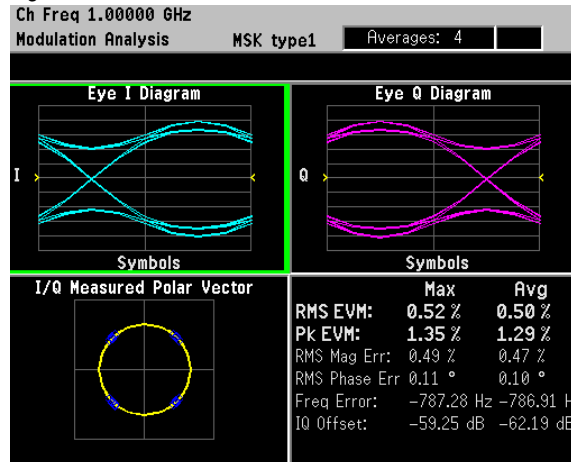 Ch Freq 1.00000 GHz
Modulation Analysis MSK type1 Averages: 4
Eye I Diagram Eye Q Diagram
I Q
Symbols Symbols
I/Q Measured Polar Vector Max Avg
RMS EVM: 0.52 % 0.50 %
Pk EVM: 1.35 % 1.29 %
RMS Mag Err: 0.49 % 0.47 %
RMS Phase Err 0.11 ° 0.10 °
Freq Error: -787.28 Hz -786.91 H
IQ Offset: -59.25 dB -62.19 dB